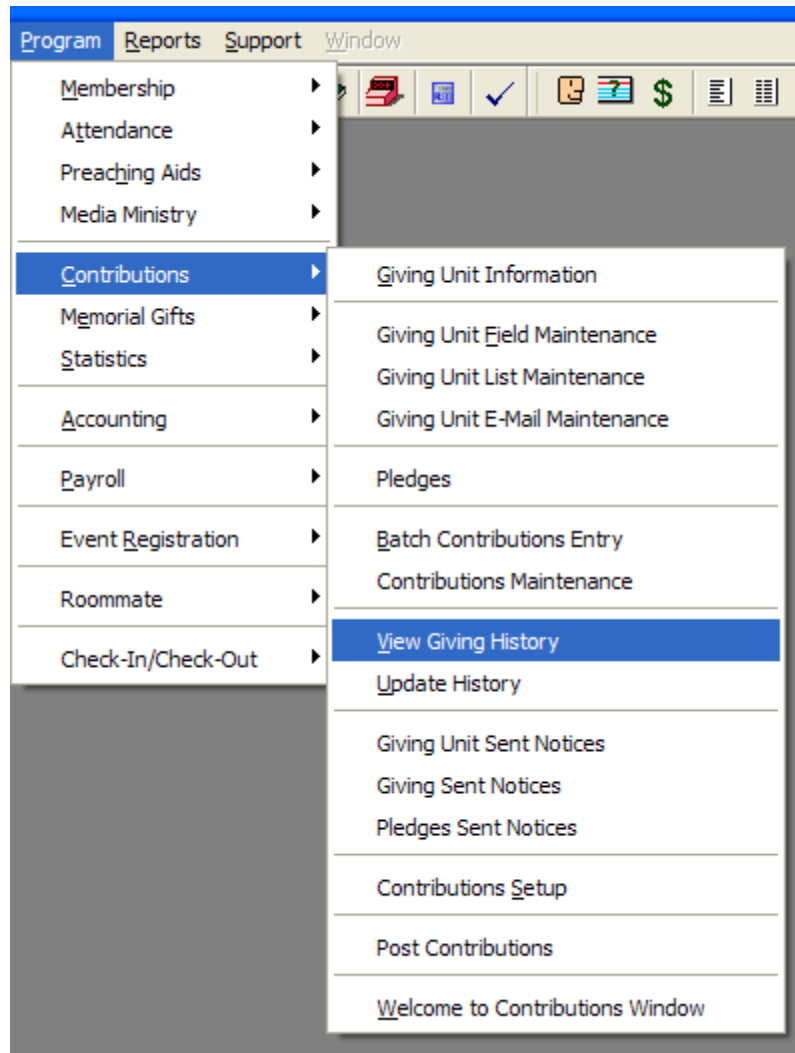 Program Reports Support Window
Membership
Attendance
Preaching Aids
Media Ministry
Contributions
Memorial Gifts
Statistics
Accounting
Payroll
Event Registration
Roommate
Check-In/Check-Out
Giving Unit Information
Giving Unit Field Maintenance
Giving Unit List Maintenance
Giving Unit E-Mail Maintenance
Pledges
Batch Contributions Entry
Contributions Maintenance
View Giving History
Update History
Giving Unit Sent Notices
Giving Sent Notices
Pledges Sent Notices
Contributions Setup
Post Contributions
Welcome to Contributions Window